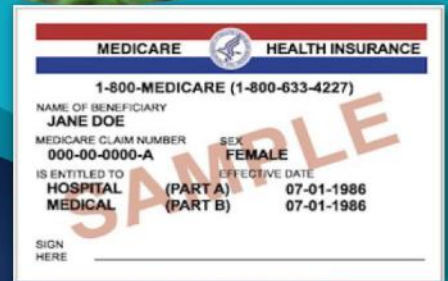 MEDICARE HEALTH INSURANCE
1-800-MEDICARE (1-800-633-4227)
NAME OF BENEFICIARY
JANE DOE
MEDICARE CLAIM NUMBER SEX
000-00-0000-A FEMALE
IS ENTITLED TO EFFECTIVE DATE
HOSPITAL (PART A) 07-01-1986
MEDICAL (PART B) 07-01-1986
SIGN
HERE
SAMPLE